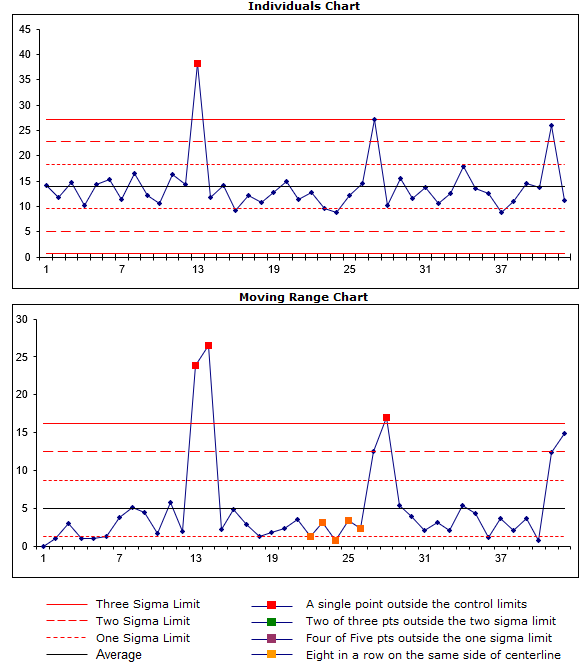 Individuals Chart
45
40
35
30
25
20
15
10
5
0
1 7 13 19 25 31 37
Moving Range Chart
30
25
20
15
10
5
0
1 7 13 19 25 31 37
Three Sigma Limit A single point outside the control limits
Two Sigma Limit Two of three pts outside the two sigma limit
One Sigma Limit Four of Five pts outside the one sigma limit
Average Eight in a row on the same side of centerline